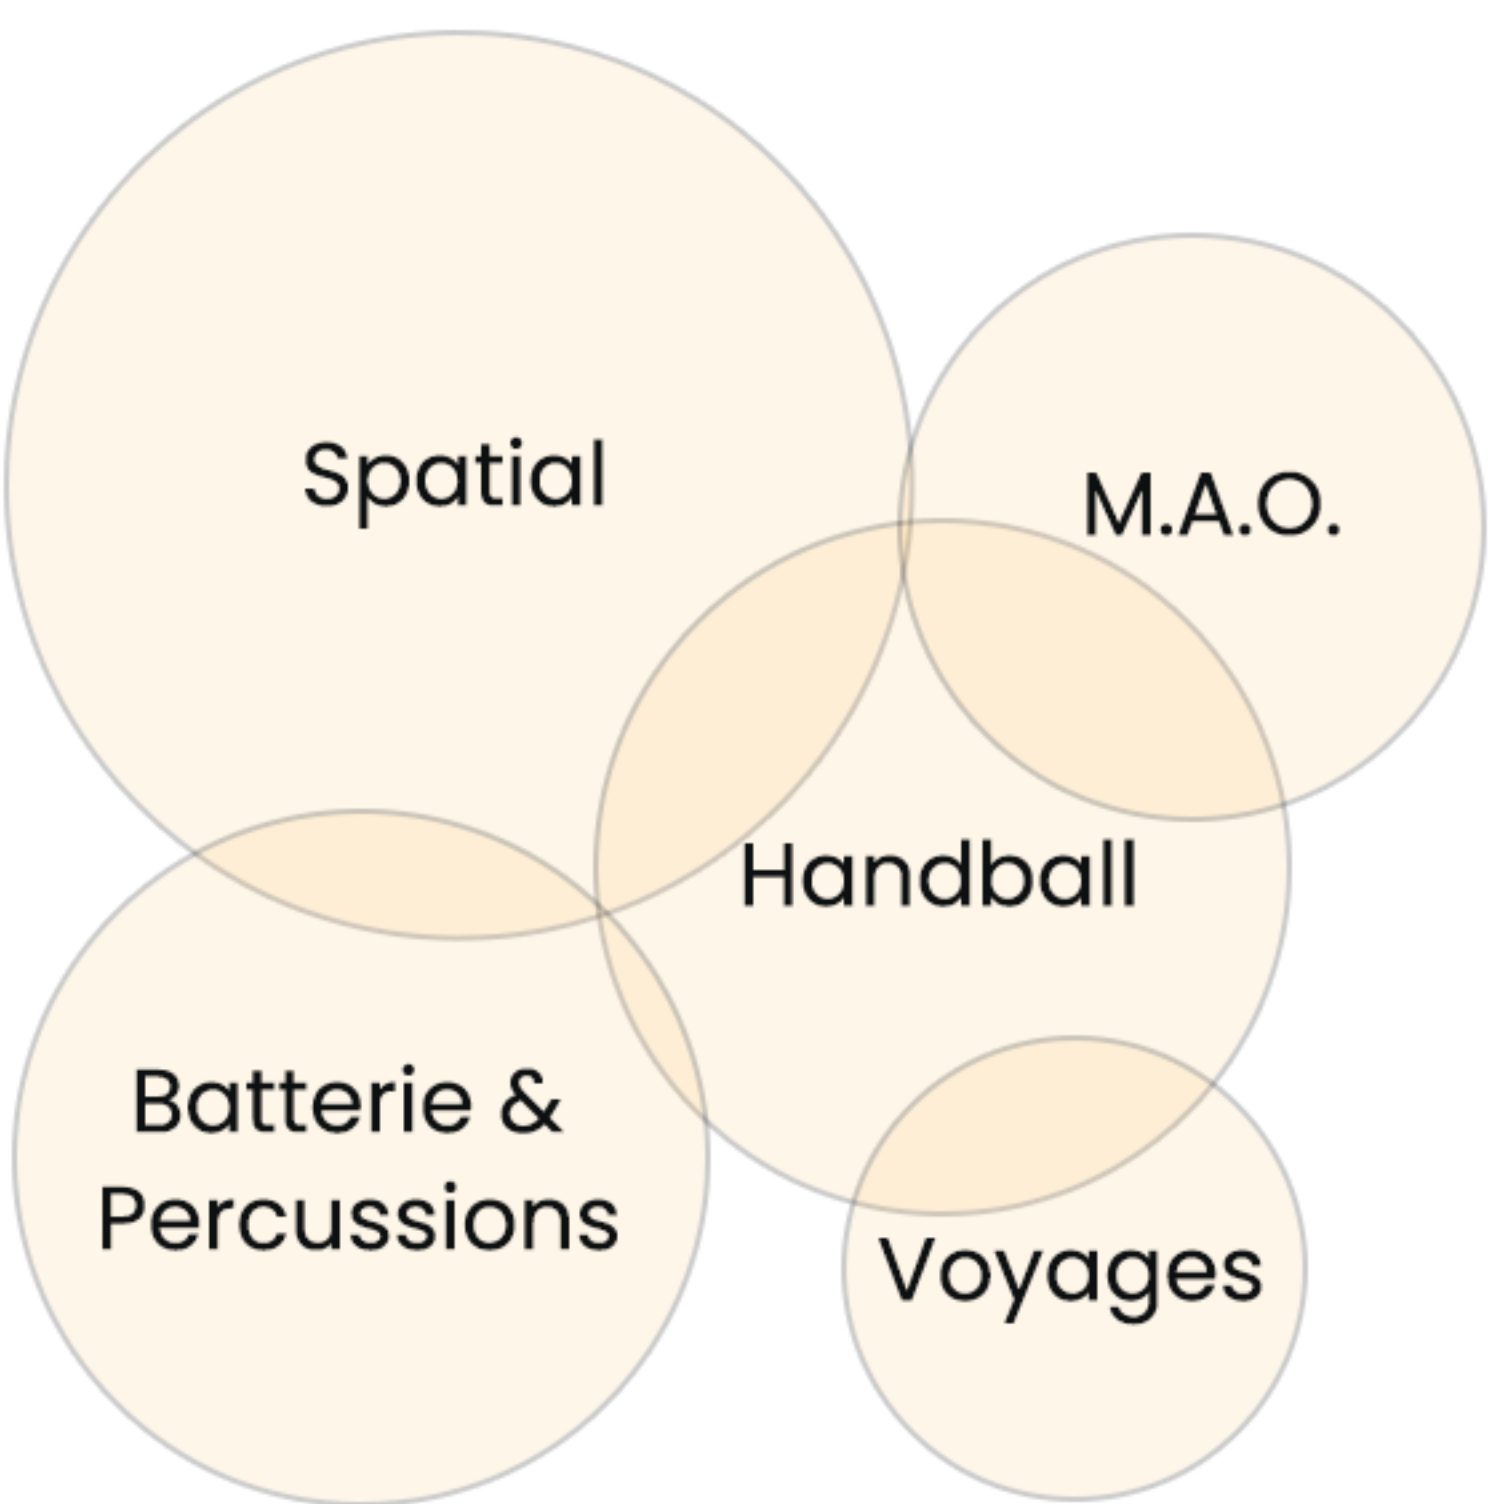 Spatial
M.A.O.
Handball
Batterie &
Percussions
Voyages